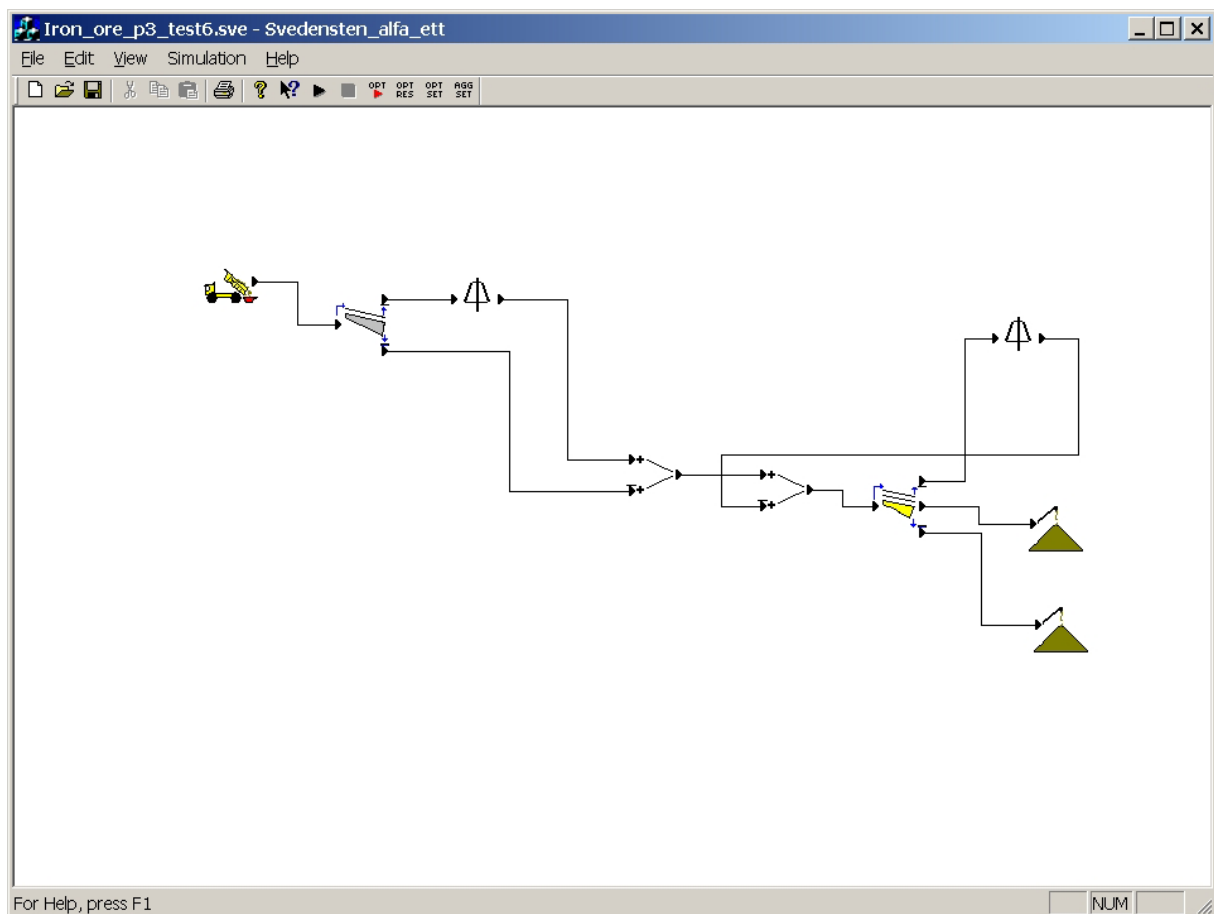 Iron_ore_p3_test6.sve - Svedensten_alfa_ett
File Edit View Simulation Help
OPT OPT RES OPT SET AGG SET
For Help, press F1 NUM